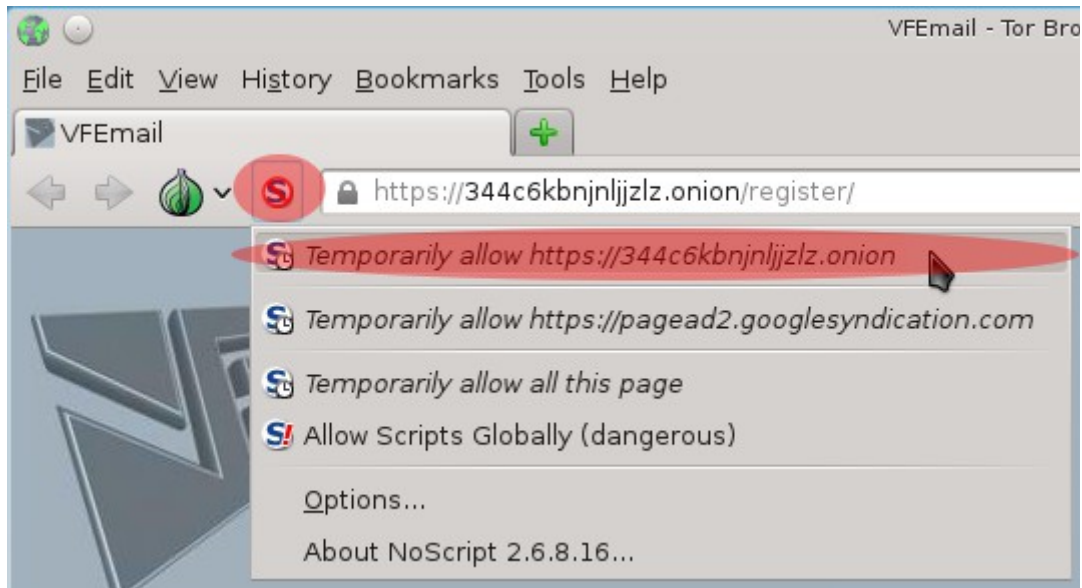 VFEmail - Tor Bro
File Edit View History Bookmarks Tools Help
VFEmail
https://344c6kbnjnljjzlz.onion/register/
Temporarily allow https://344c6kbnjnljjzlz.onion
Temporarily allow https://pagead2.googlesyndication.com
Temporarily allow all this page
Allow Scripts Globally (dangerous)
Options...
About NoScript 2.6.8.16...